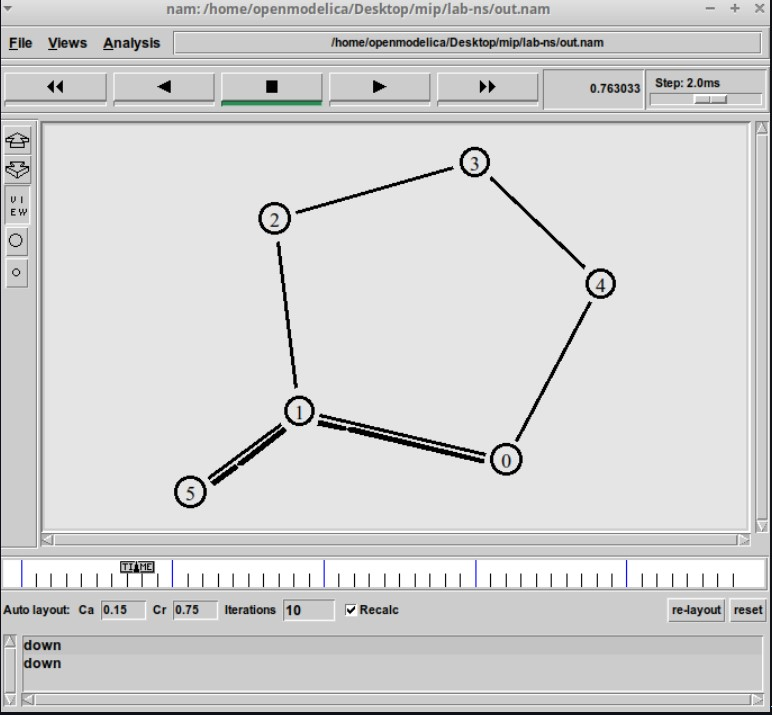 nam: /home/openmodelica/Desktop/mip/lab-ns/out.nam
File Views Analysis /home/openmodelica/Desktop/mip/lab-ns/out.nam
0.763033 Step: 2.0ms
VI
EW
3
2
4
1
0
5
TIME
Auto layout: Ca 0.15 Cr 0.75 Iterations 10 Recalc re-layout reset
down
down